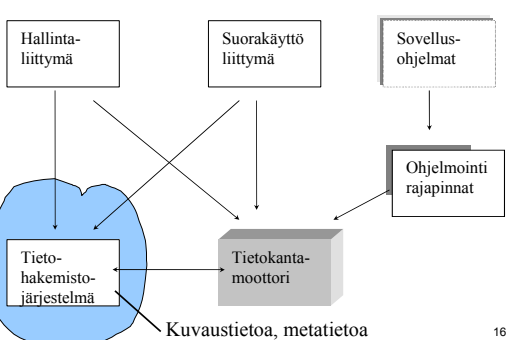 Hallinta-
liittymä
Suorakäyttö
liittymä
Sovellus-
ohjelmat
Ohjelmointi
rajapinnat
Tieto-
hakemisto-
järjestelmä
Tietokanta-
moottori
Kuvaustietoa, metatietoa
16